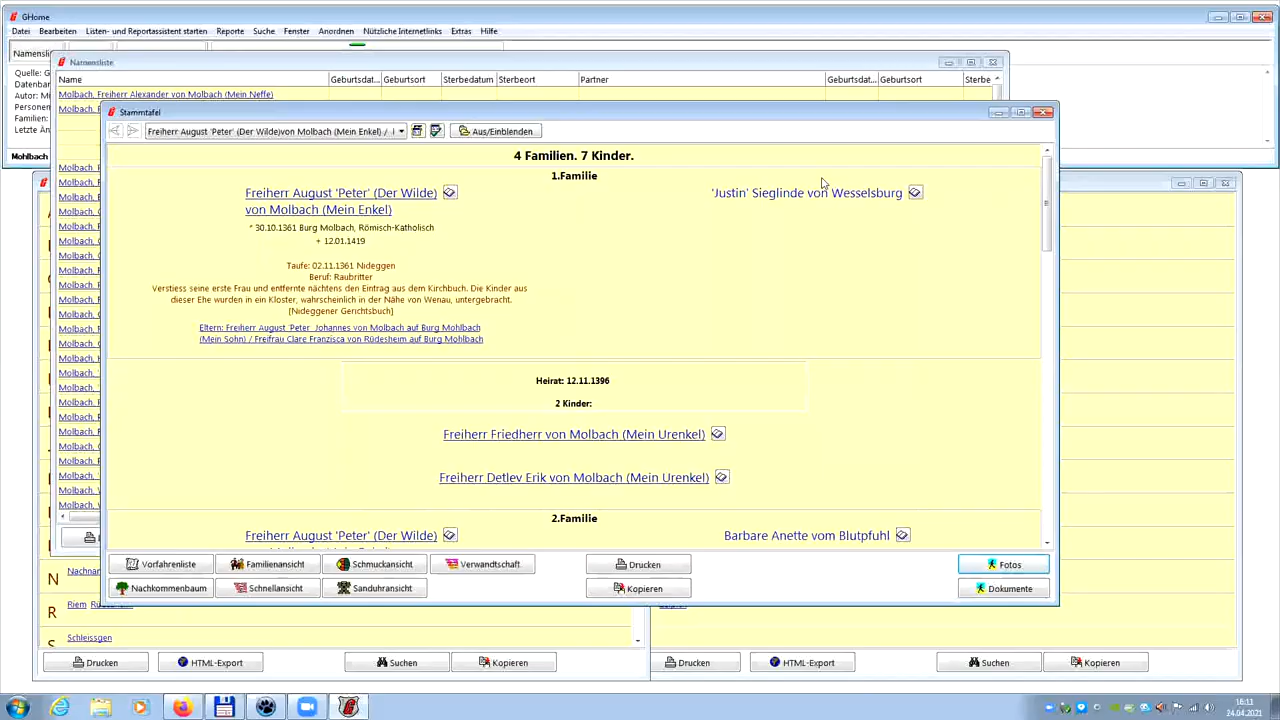 GHome
Datei Bearbeiten Listen- und Reportassistent starten Reporte Suche Fenster Anordnen Nützliche Internetlinks Extras Hilfe
Quelle: G
Autor: M
Personen
Familien:
Mohlbach
Namensliste
Name Geburtsdat... Geburtsort Sterbedatum Sterbeort Partner Geburtsdat... Geburtsort Sterbe
Molbach, Freiherr Alexander von Molbach (Mein Neffe)
Stammtafel
Freiherr August 'Peter' (Der Wilde)von Molbach (Mein Enkel) / Aus/Einblenden
4 Familien. 7 Kinder.
1.Familie
Freiherr August 'Peter' (Der Wilde)
von Molbach (Mein Enkel)
'Justin' Sieglinde von Wesselsburg
* 30.10.1361 Burg Molbach, Römisch-Katholisch
+ 12.01.1419
Taufe: 02.11.1361 Nideggen
Beruf: Raubritter
Verstiess seine erste Frau und entfernte nächtens den Eintrag aus dem Kirchbuch. Die Kinder aus
dieser Ehe wurden in ein Kloster, wahrscheinlich in der Nähe von Wenau, untergebracht.
[Nideggener Gerichtsbuch]
Eltern: Freiherr August 'Peter' Johannes von Molbach auf Burg Mohlbach
(Mein Sohn) / Freifrau Clare Franzisca von Rüdesheim auf Burg Mohlbach
Heirat: 12.11.1396
2 Kinder:
Freiherr Friedherr von Molbach (Mein Urenkel)
Freiherr Detlev Erik von Molbach (Mein Urenkel)
2.Familie
Freiherr August 'Peter' (Der Wilde) Barbare Anette vom Blutpfuhl
Vorfahrenliste Familienansicht Schmuckansicht Verwandtschaft Drucken Fotos
Nachkommenbaum Schnellansicht Sanduhransicht Kopieren Dokumente
N
R Riem
S Schleissgen
Drucken HTML-Export Suchen Kopieren
Drucken HTML-Export Suchen Kopieren
16:11
24.04.2021